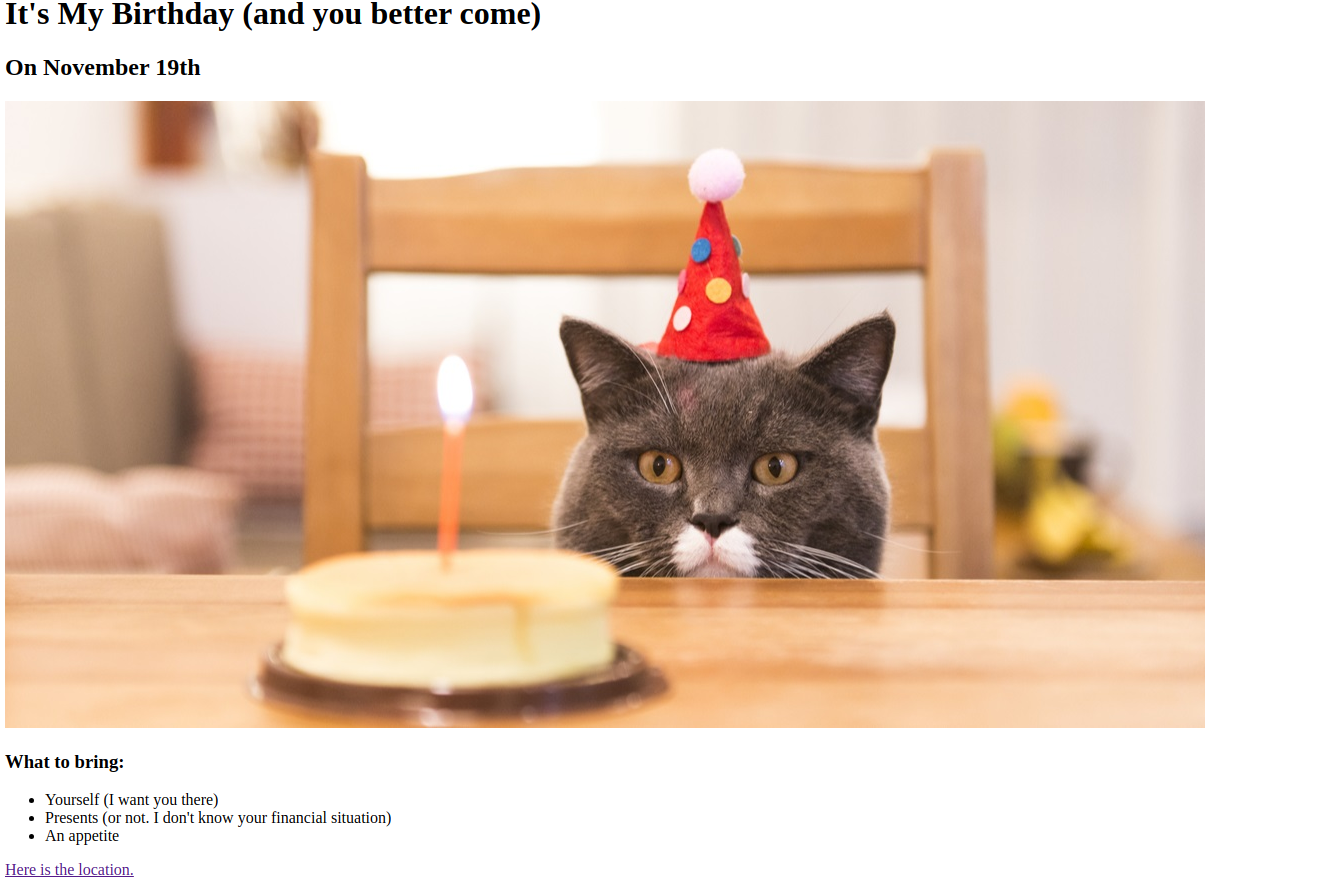 It's My Birthday (and you better come)
On November 19th
What to bring:
Yourself (I want you there)
Presents (or not. I don't know your financial situation)
An appetite
Here is the location.